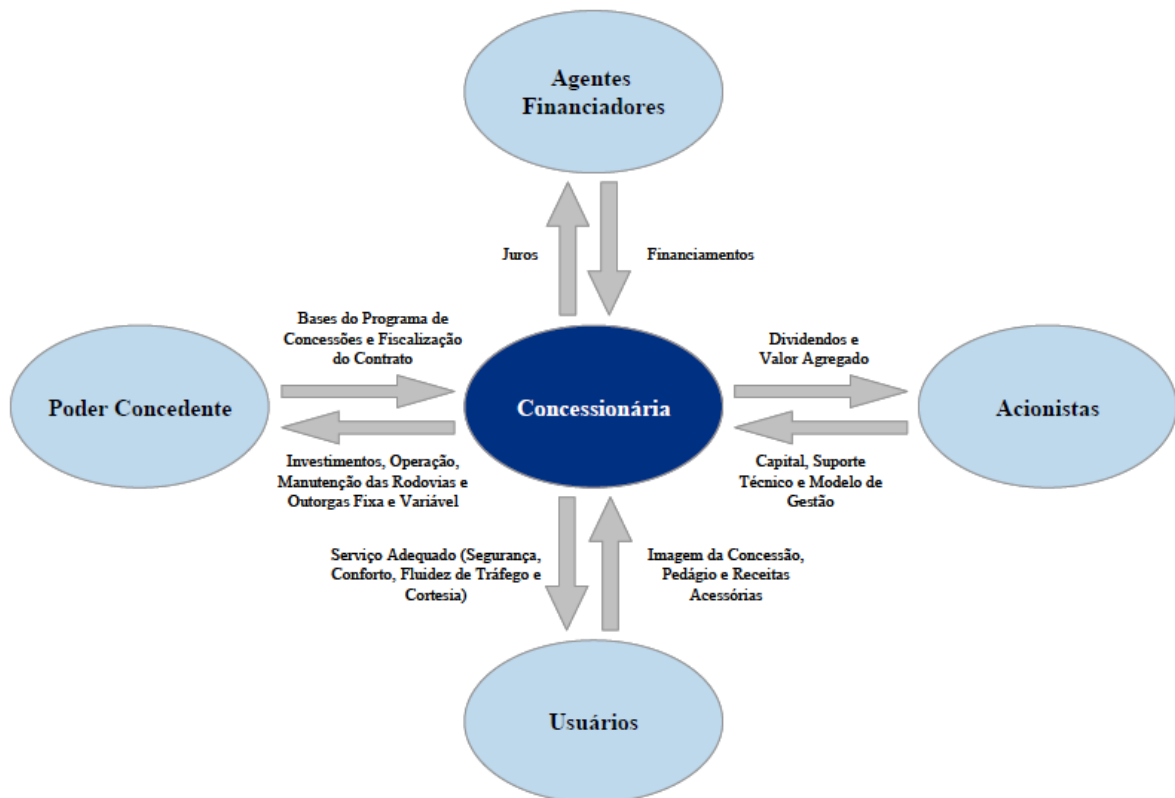 Agentes
Financiadores
Juros
Financiamentos
Bases do Programa de
Concessões e Fiscalização
do Contrato
Dividendos e
Valor Agregado
Poder Concedente
Concessionária
Acionistas
Investimentos, Operação,
Manutenção das Rodovias e
Outorgas Fixa e Variável
Capital, Suporte
Técnico e Modelo de
Gestão
Serviço Adequado (Segurança,
Conforto, Fluidez de Tráfego e
Cortesia)
Imagem da Concessão,
Pedágio e Receitas
Acessórias
Usuários